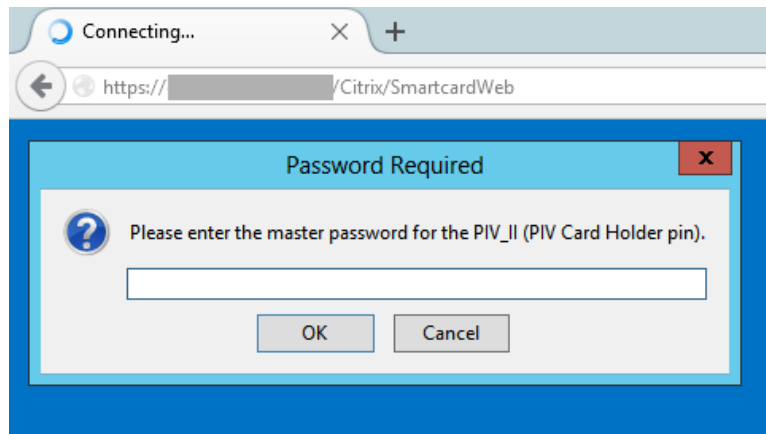 Connecting...
https:// /Citrix/SmartcardWeb
Password Required
Please enter the master password for the PIV_II (PIV Card Holder pin).
OK Cancel